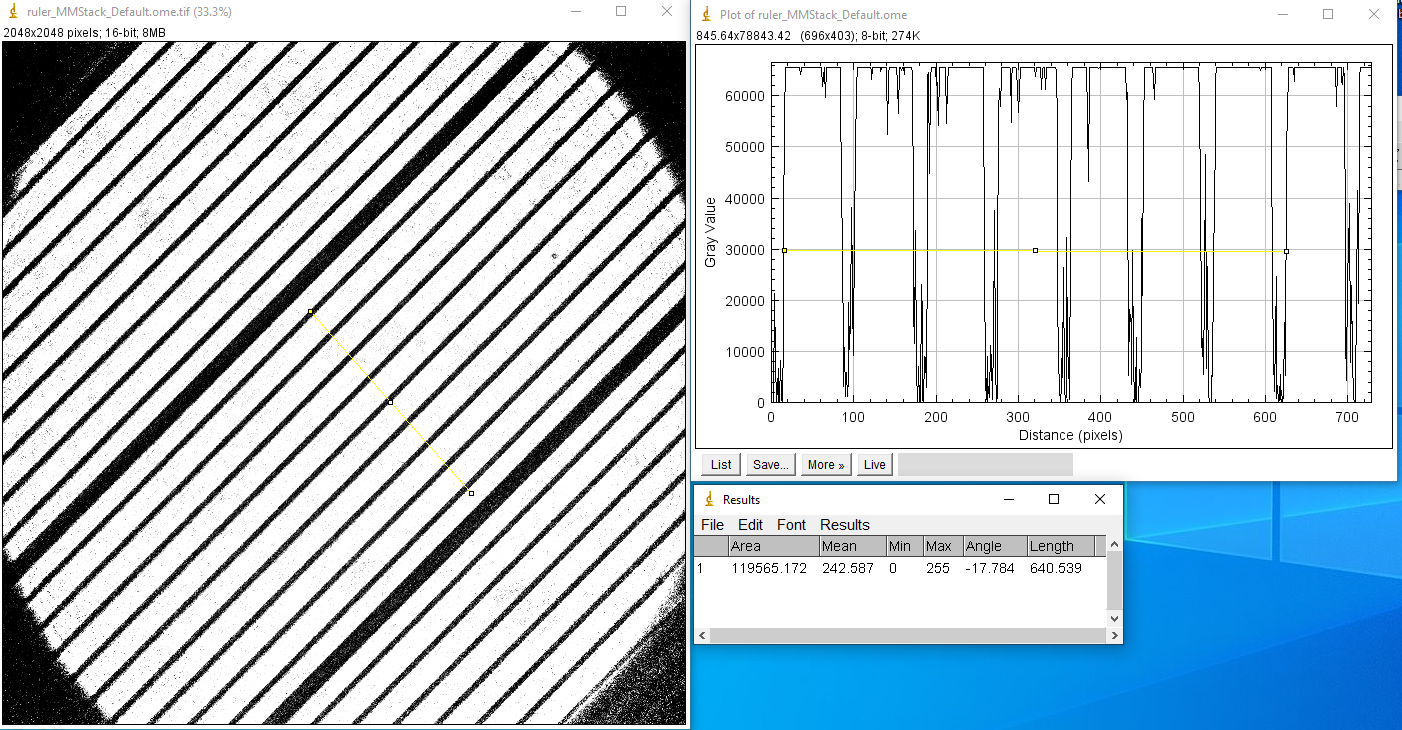 ruler_MMStack_Default.ome.tif (33.3%)
2048x2048 pixels; 16-bit; 8MB
Plot of ruler_MMStack_Default.ome
845.64x78843.42 (696x403); 8-bit; 274K
60000
50000
40000
30000
20000
10000
0
Gray Value
0 100 200 300 400 500 600 700
Distance (pixels)
List Save... More » Live
Results
File Edit Font Results
Area Mean Min Max Angle Length
1 119565.172 242.587 0 255 -17.784 640.539